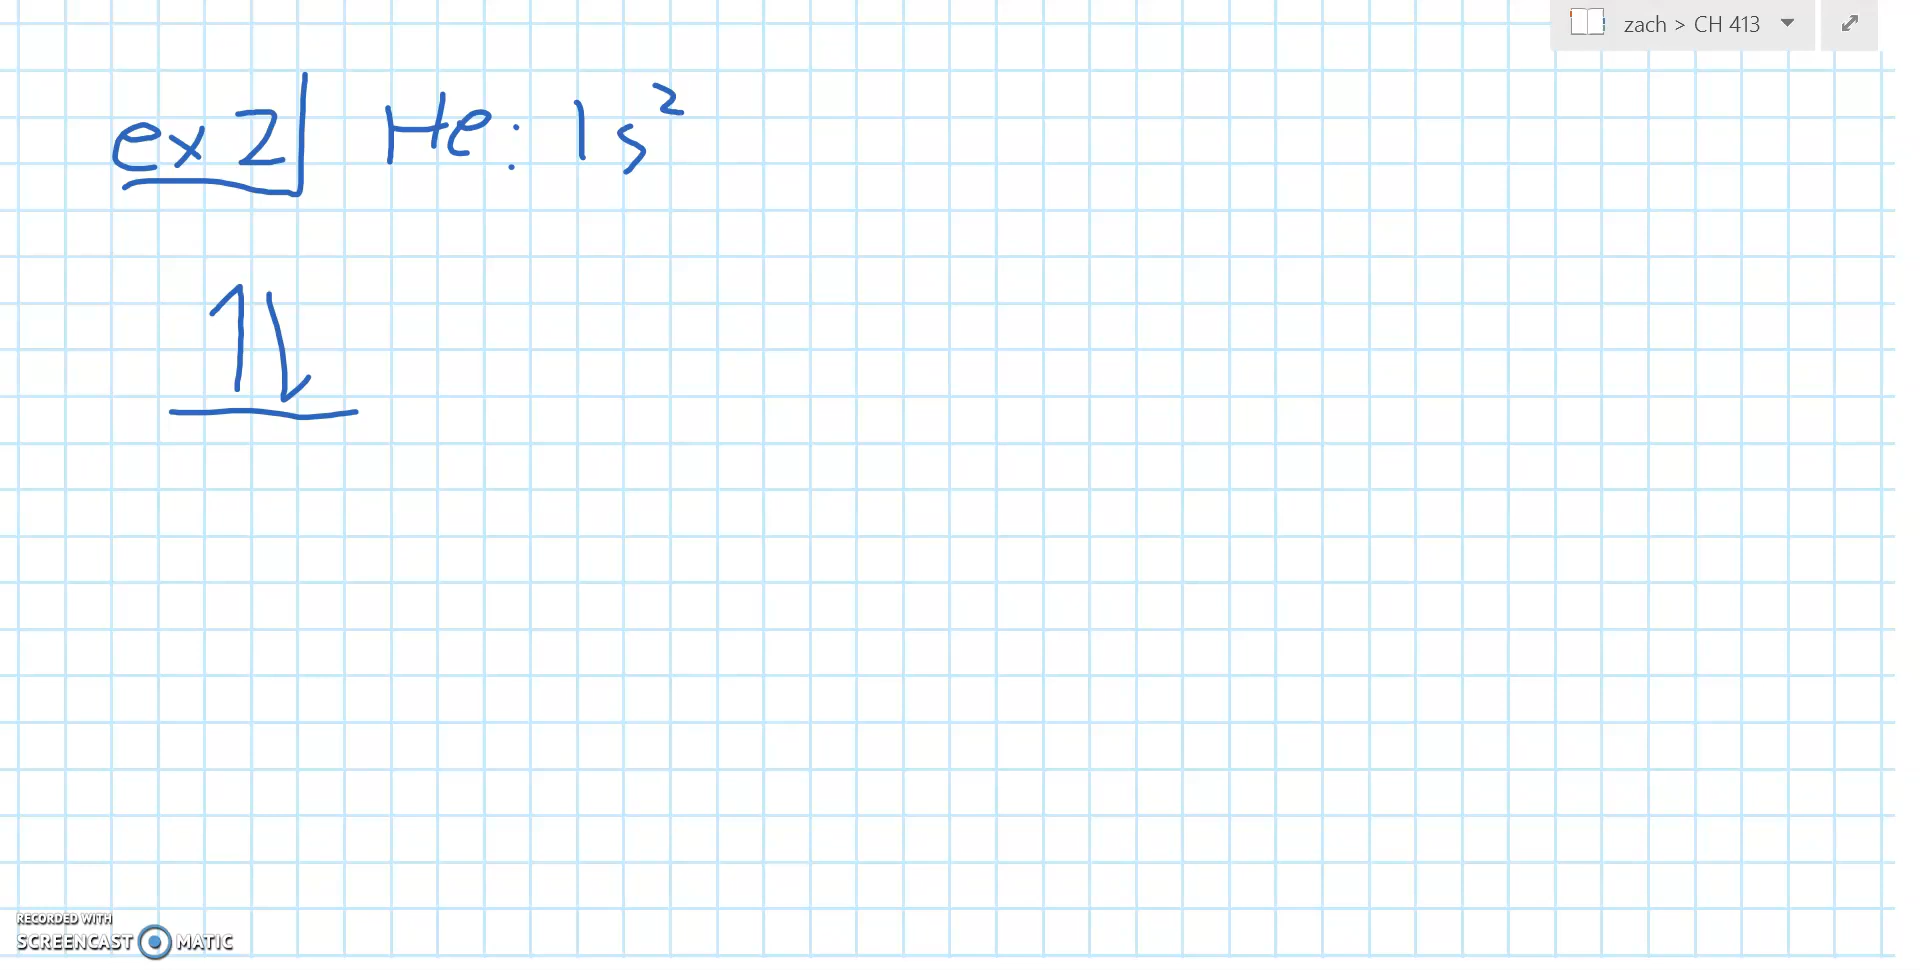 zach > CH 413
ex 2 He: 1s²
↑↓
RECORDED WITH
SCREENCAST MATIC